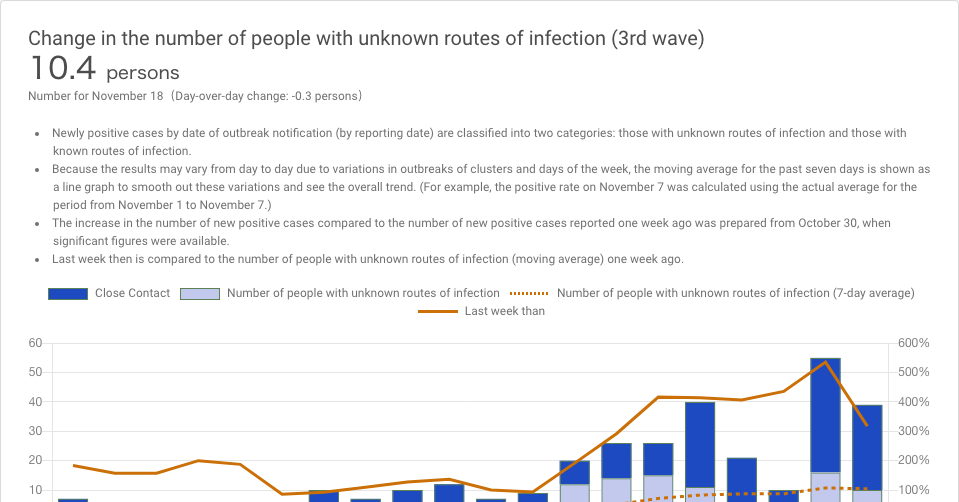 Change in the number of people with unknown routes of infection (3rd wave)
10.4 persons
Number for November 18 (Day-over-day change: -0.3 persons)
• Newly positive cases by date of outbreak notification (by reporting date) are classified into two categories: those with unknown routes of infection and those with
known routes of infection.
• Because the results may vary from day to day due to variations in outbreaks of clusters and days of the week, the moving average for the past seven days is shown as
a line graph to smooth out these variations and see the overall trend. (For example, the positive rate on November 7 was calculated using the actual average for the
period from November 1 to November 7.)
• The increase in the number of new positive cases compared to the number of new positive cases reported one week ago was prepared from October 30, when
significant figures were available.
• Last week then is compared to the number of people with unknown routes of infection (moving average) one week ago.
Close Contact Number of people with unknown routes of infection Number of people with unknown routes of infection (7-day average)
Last week than
60 600%
50 500%
40 400%
30 300%
20 200%
10 100%